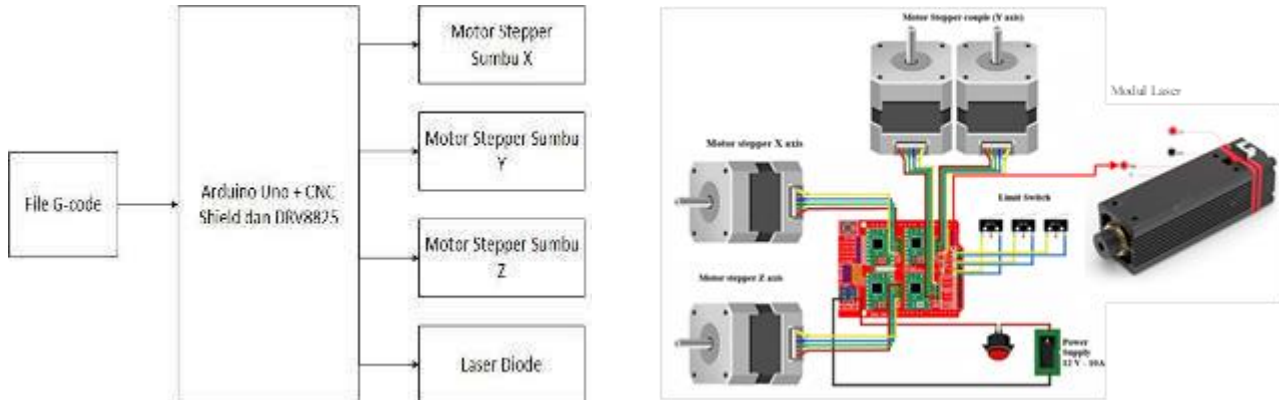 File G-code
Arduino Uno + CNC
Shield dan DRV8825
Motor Stepper
Sumbu X
Motor Stepper Sumbu
Y
Motor Stepper Sumbu
Z
Laser Diode
Motor Stepper couple (Y axis)
Modul Laser
Motor stepper X axis
Limit Switch
Motor stepper Z axis
Power
Supply
12 V - 10A